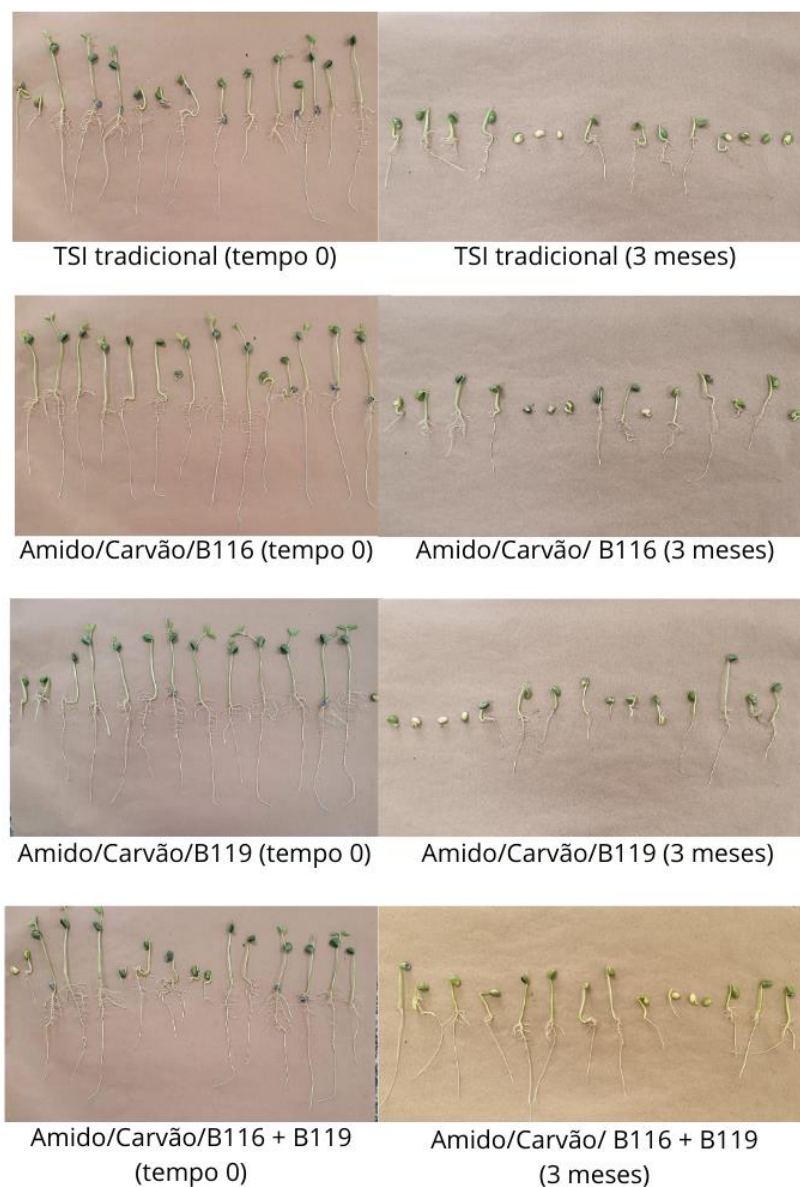 TSI tradicional (tempo 0)
TSI tradicional (3 meses)
Amido/Carvão/B116 (tempo 0)
Amido/Carvão/ B116 (3 meses)
Amido/Carvão/B119 (tempo 0)
Amido/Carvão/B119 (3 meses)
Amido/Carvão/B116 + B119
(tempo 0)
Amido/Carvão/ B116 + B119
(3 meses)